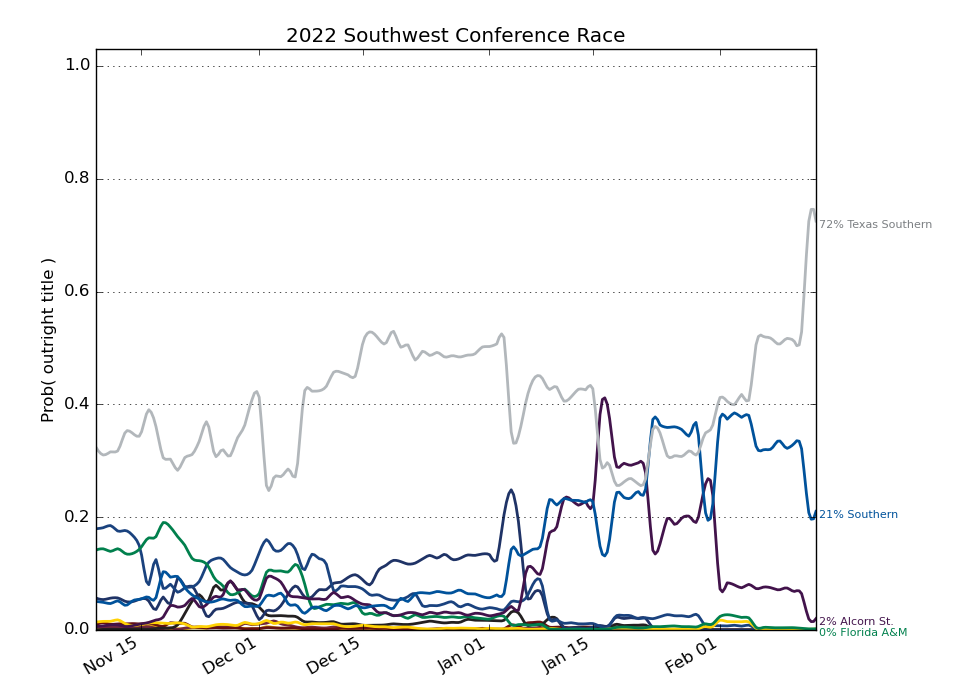 2022 Southwest Conference Race
Prob( outright title )
1.0
0.8
0.6
0.4
0.2
0.0
72% Texas Southern
21% Southern
2% Alcorn St.
0% Florida A&M
Nov 15
Dec 01
Dec 15
Jan 01
Jan 15
Feb 01